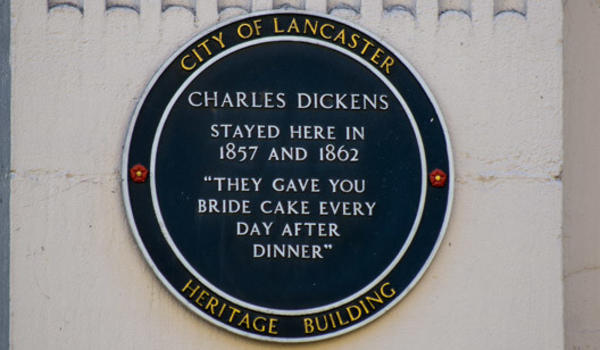 CITY OF LANCASTER
CHARLES DICKENS
STAYED HERE IN
1857 AND 1862
“THEY GAVE YOU
BRIDE CAKE EVERY
DAY AFTER
DINNER”
HERITAGE BUILDING